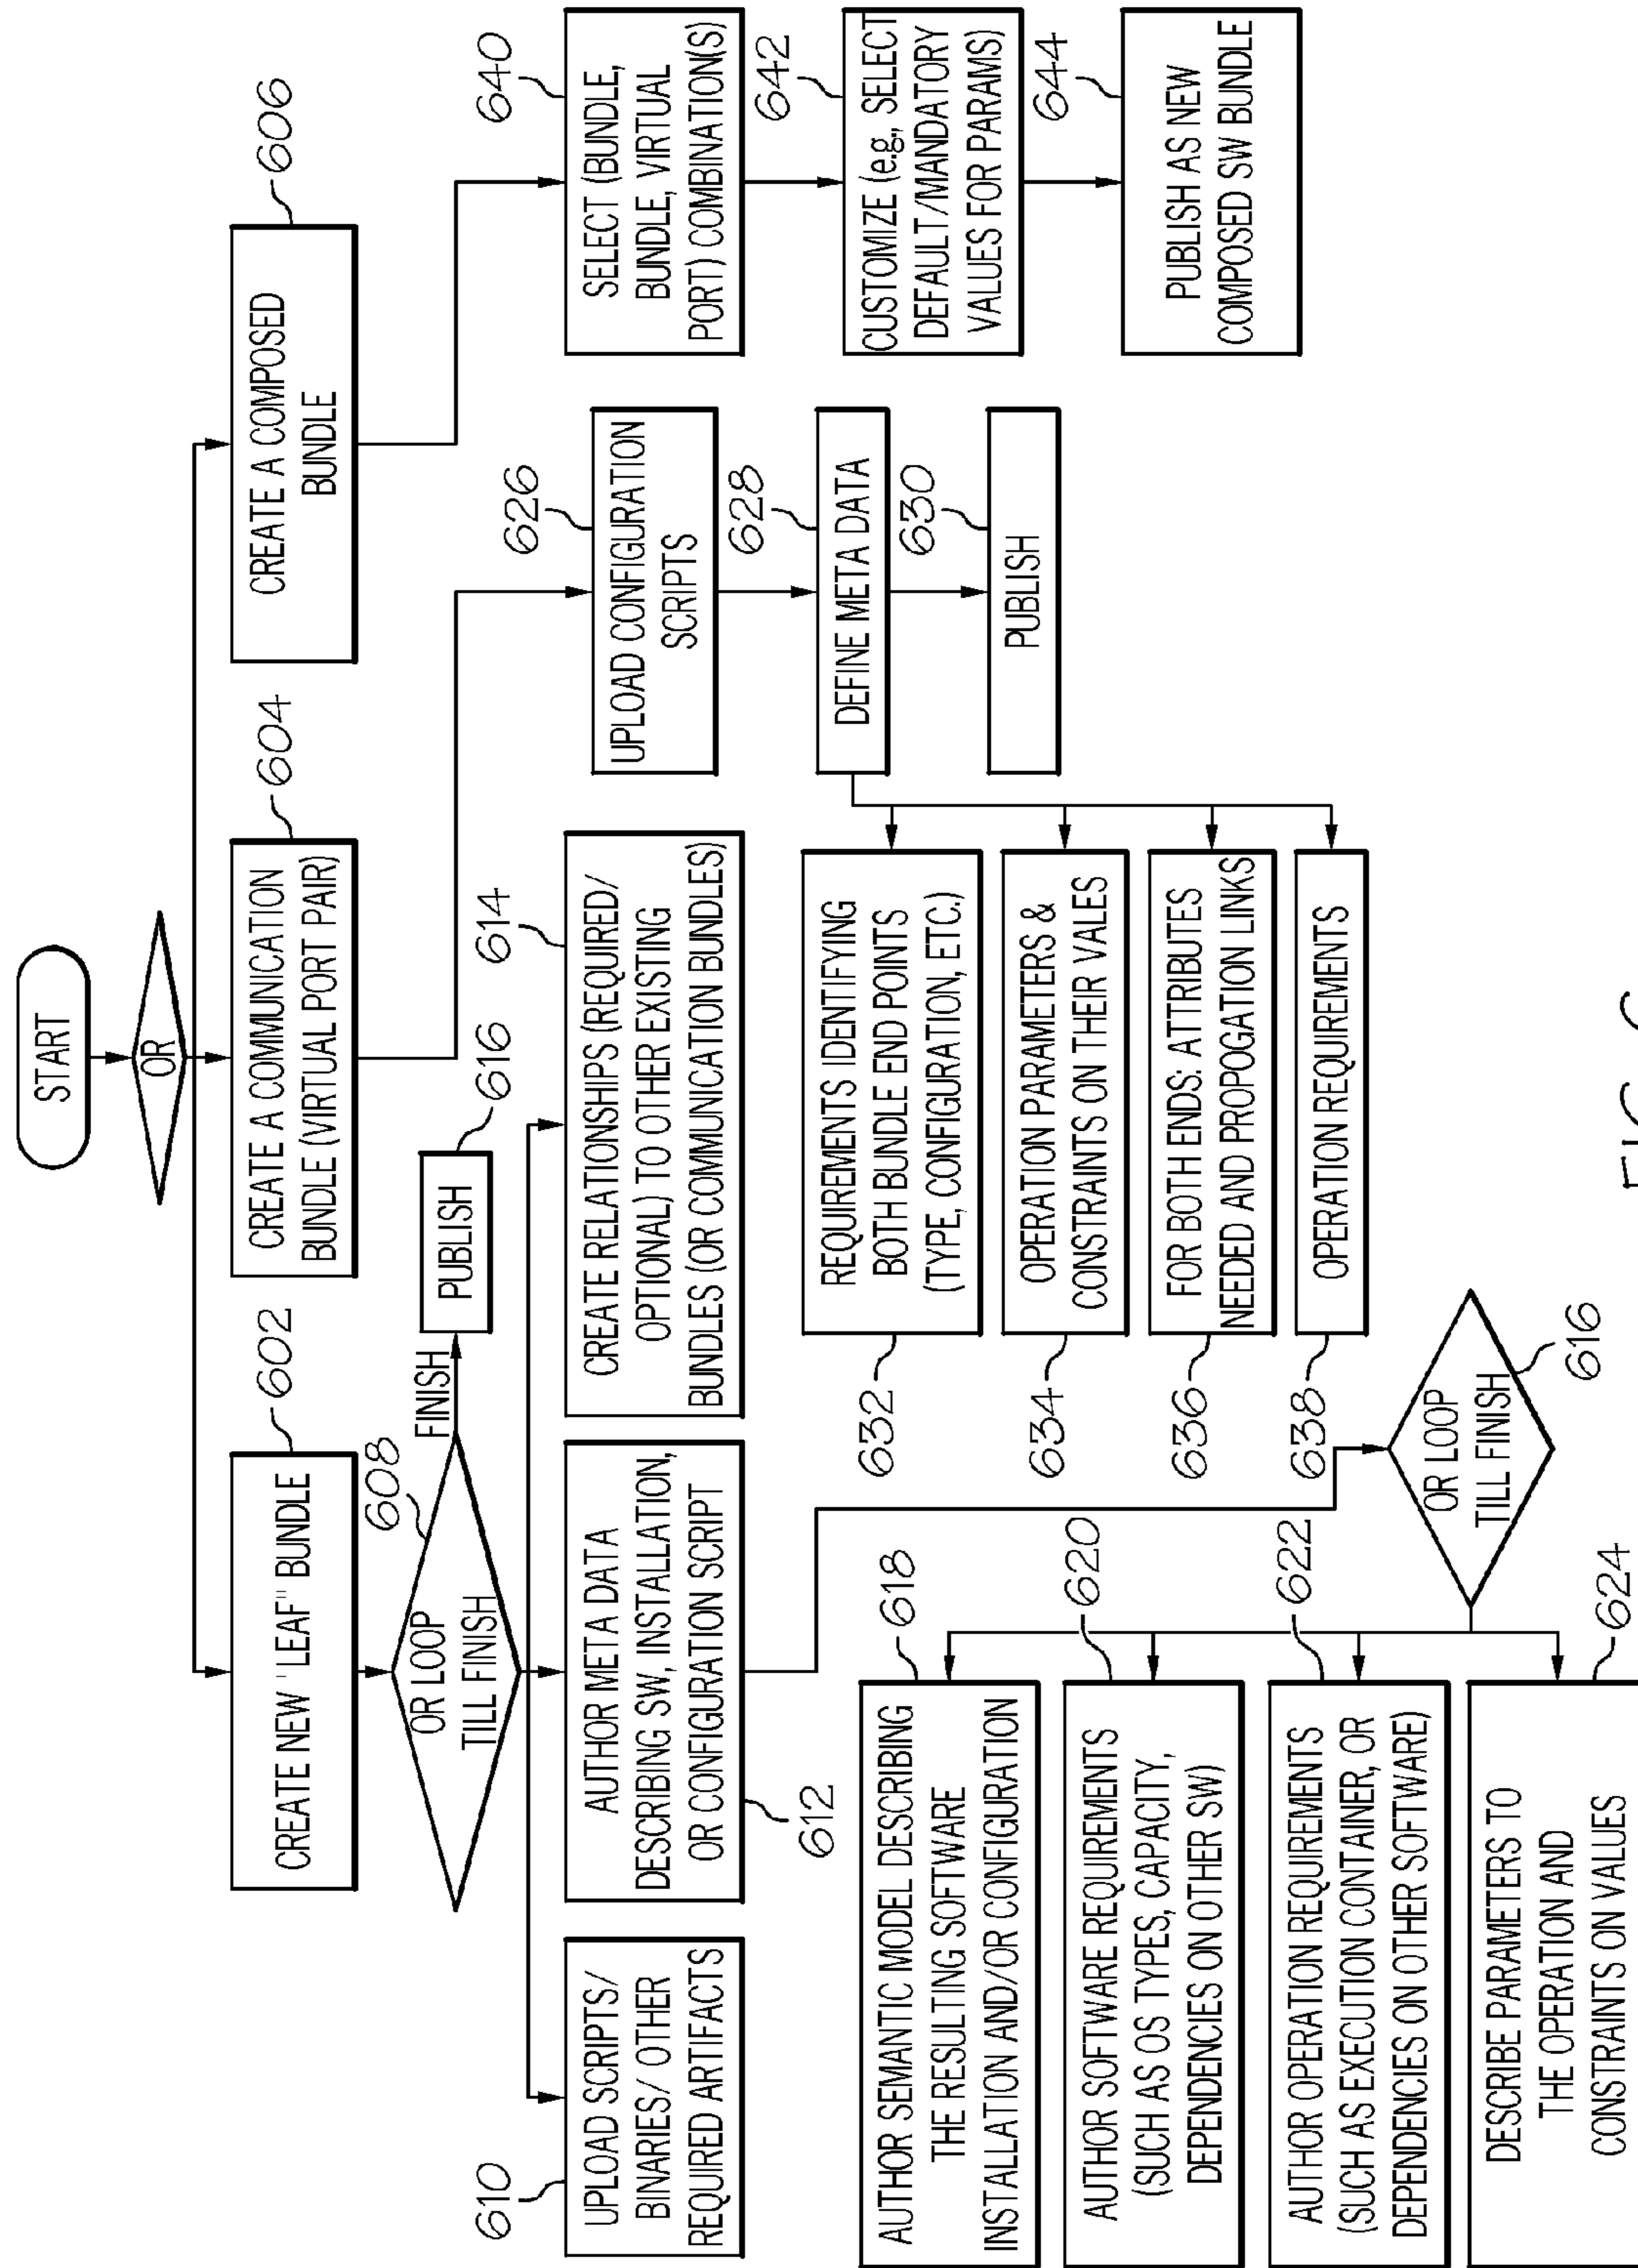 START
OR
CREATE NEW "LEAF" BUNDLE
602
CREATE A COMMUNICATION
BUNDLE (VIRTUAL PORT PAIR)
604
CREATE A COMPOSED
BUNDLE
606
OR LOOP
TILL FINISH
608
FINISH
PUBLISH
616
UPLOAD SCRIPTS/
BINARIES/ OTHER
REQUIRED ARTIFACTS
610
AUTHOR META DATA
DESCRIBING SW, INSTALLATION,
OR CONFIGURATION SCRIPT
612
CREATE RELATIONSHIPS (REQUIRED/
OPTIONAL) TO OTHER EXISTING
BUNDLES (OR COMMUNICATION BUNDLES)
614
OR LOOP
TILL FINISH
616
AUTHOR SEMANTIC MODEL DESCRIBING
THE RESULTING SOFTWARE
INSTALLATION AND/OR CONFIGURATION
618
AUTHOR SOFTWARE REQUIREMENTS
(SUCH AS OS TYPES, CAPACITY,
DEPENDENCIES ON OTHER SW)
620
AUTHOR OPERATION REQUIREMENTS
(SUCH AS EXECUTION CONTAINER, OR
DEPENDENCIES ON OTHER SOFTWARE)
622
DESCRIBE PARAMETERS TO
THE OPERATION AND
CONSTRAINTS ON VALUES
624
UPLOAD CONFIGURATION
SCRIPTS
626
DEFINE META DATA
628
PUBLISH
630
REQUIREMENTS IDENTIFYING
BOTH BUNDLE END POINTS
(TYPE, CONFIGURATION, ETC.)
632
OPERATION PARAMETERS &
CONSTRAINTS ON THEIR VALES
634
FOR BOTH ENDS: ATTRIBUTES
NEEDED AND PROPOGATION LINKS
636
OPERATION REQUIREMENTS
638
SELECT (BUNDLE,
BUNDLE, VIRTUAL
PORT) COMBINATION(S)
640
CUSTOMIZE (e.g., SELECT
DEFAULT/MANDATORY
VALUES FOR PARAMS)
642
PUBLISH AS NEW
COMPOSED SW BUNDLE
644